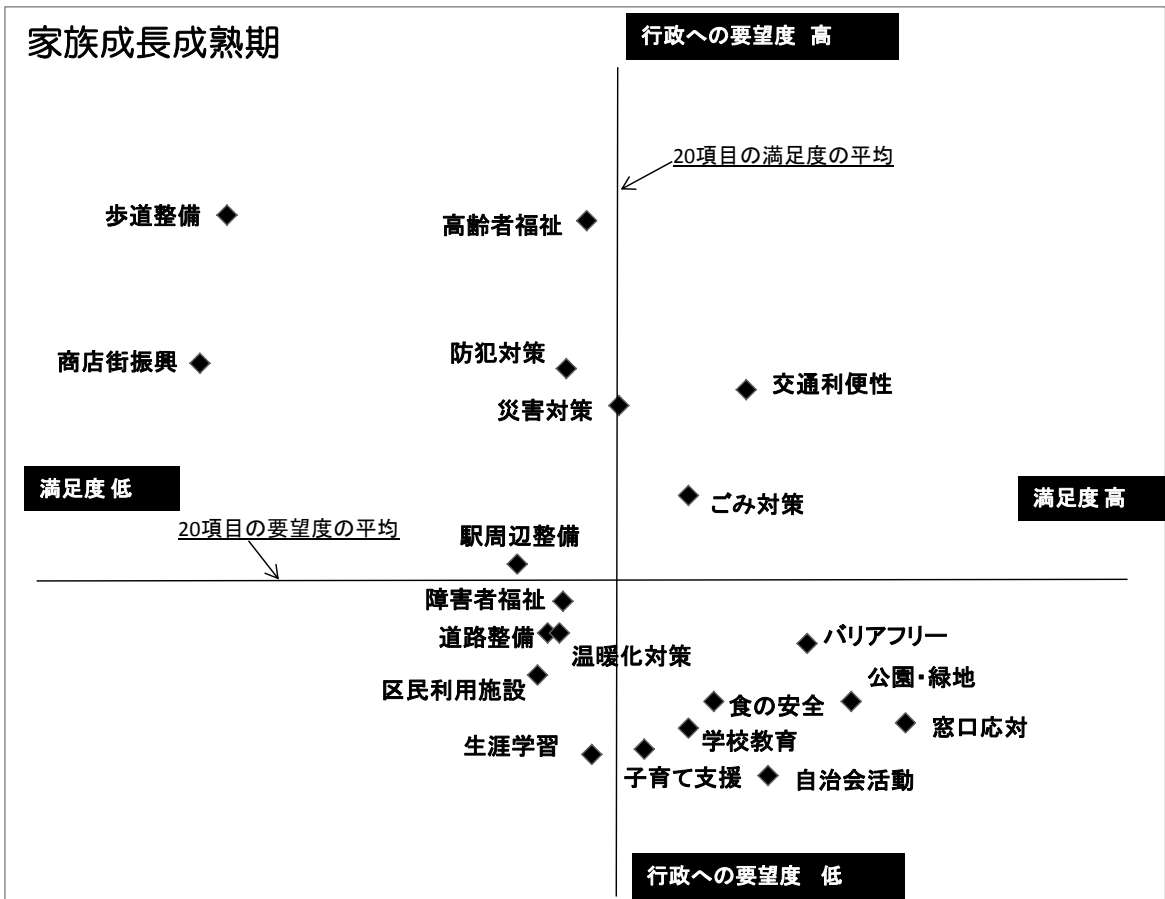 家族成長成熟期
行政への要望度 高
20項目の満足度の平均
歩道整備
高齢者福祉
商店街振興
防犯対策
交通利便性
災害対策
満足度 低
満足度 高
ごみ対策
20項目の要望度の平均
駅周辺整備
障害者福祉
道路整備
バリアフリー
温暖化対策
区民利用施設
公園・緑地
食の安全
窓口応対
学校教育
生涯学習
子育て支援
自治会活動
行政への要望度 低